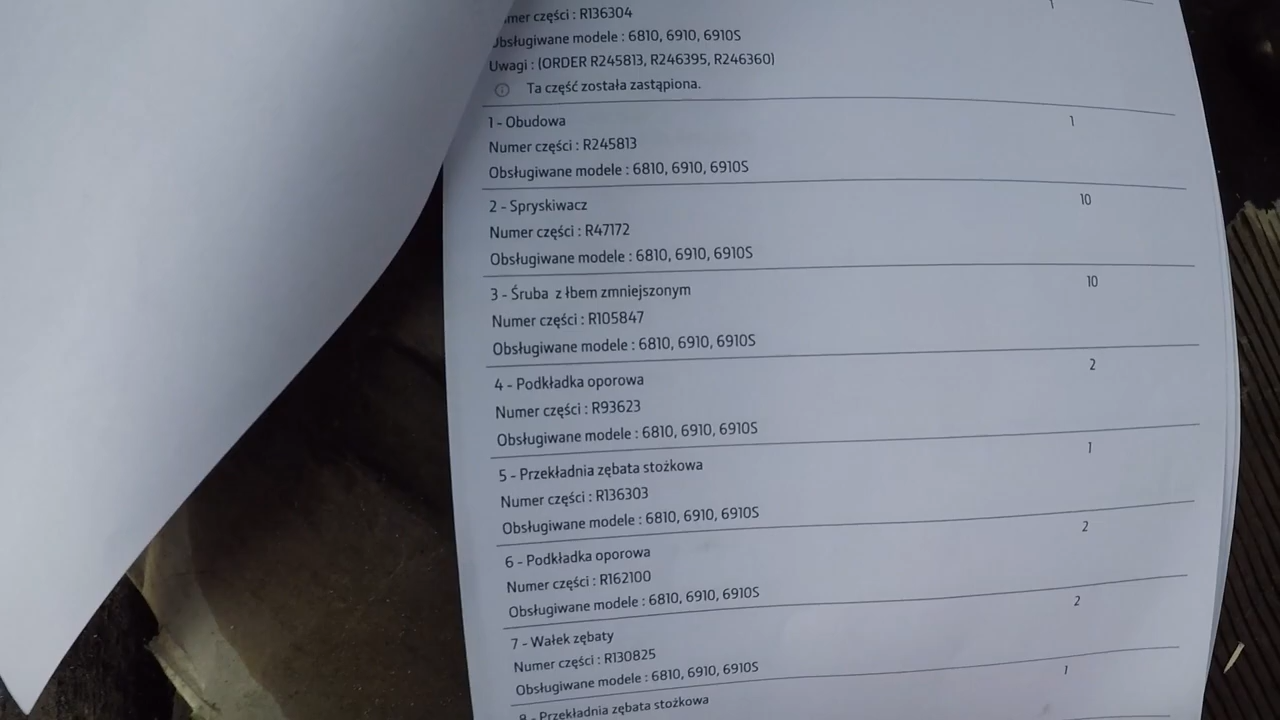 Numer części : R136304
1
Obsługiwane modele : 6810, 6910, 6910S
Uwagi : (ORDER R245813, R246395, R246360)
Ta część została zastąpiona.
1 - Obudowa
1
Numer części : R245813
Obsługiwane modele : 6810, 6910, 6910S
2 - Spryskiwacz
10
Numer części : R47172
Obsługiwane modele : 6810, 6910, 6910S
3 - Śruba z łbem zmniejszonym
10
Numer części : R105847
Obsługiwane modele : 6810, 6910, 6910S
4 - Podkładka oporowa
2
Numer części : R93623
Obsługiwane modele : 6810, 6910, 6910S
5 - Przekładnia zębata stożkowa
1
Numer części : R136303
Obsługiwane modele : 6810, 6910, 6910S
6 - Podkładka oporowa
2
Numer części : R162100
Obsługiwane modele : 6810, 6910, 6910S
7 - Wałek zębaty
2
Numer części : R130825
Obsługiwane modele : 6810, 6910, 6910S
8 - Przekładnia zębata stożkowa
1